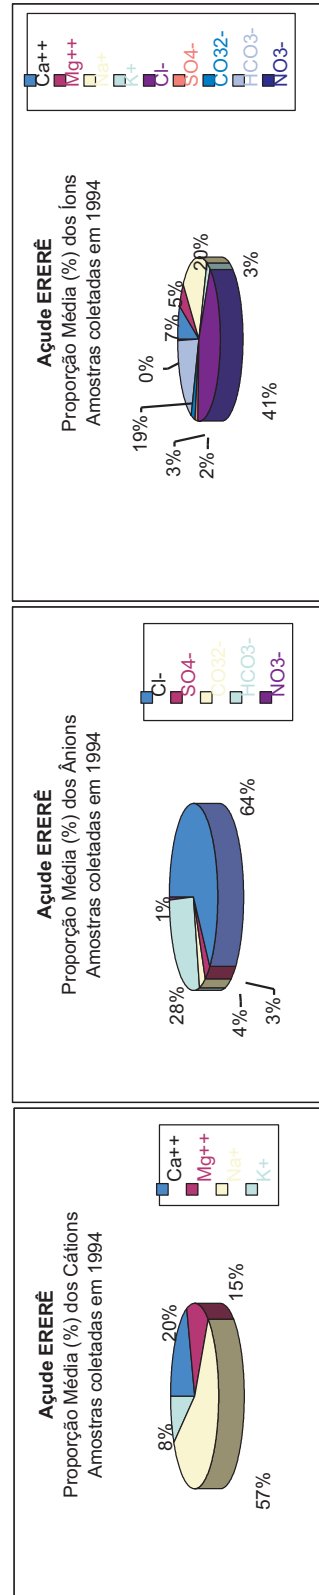 Açude ERERÊ
Proporção Média (%) dos Cátions
Amostras coletadas em 1994
20%
15%
57%
8%
Ca++
Mg++
Na+
K+
Açude ERERÊ
Proporção Média (%) dos Ânions
Amostras coletadas em 1994
1%
64%
3%
4%
28%
Cl-
SO4-
CO32-
HCO3-
NO3-
Açude ERERÊ
Proporção Média (%) dos Íons
Amostras coletadas em 1994
0%
7%
5%
20%
3%
41%
2%
3%
19%
Ca++
Mg++
Na+
K+
Cl-
SO4-
CO32-
HCO3-
NO3-